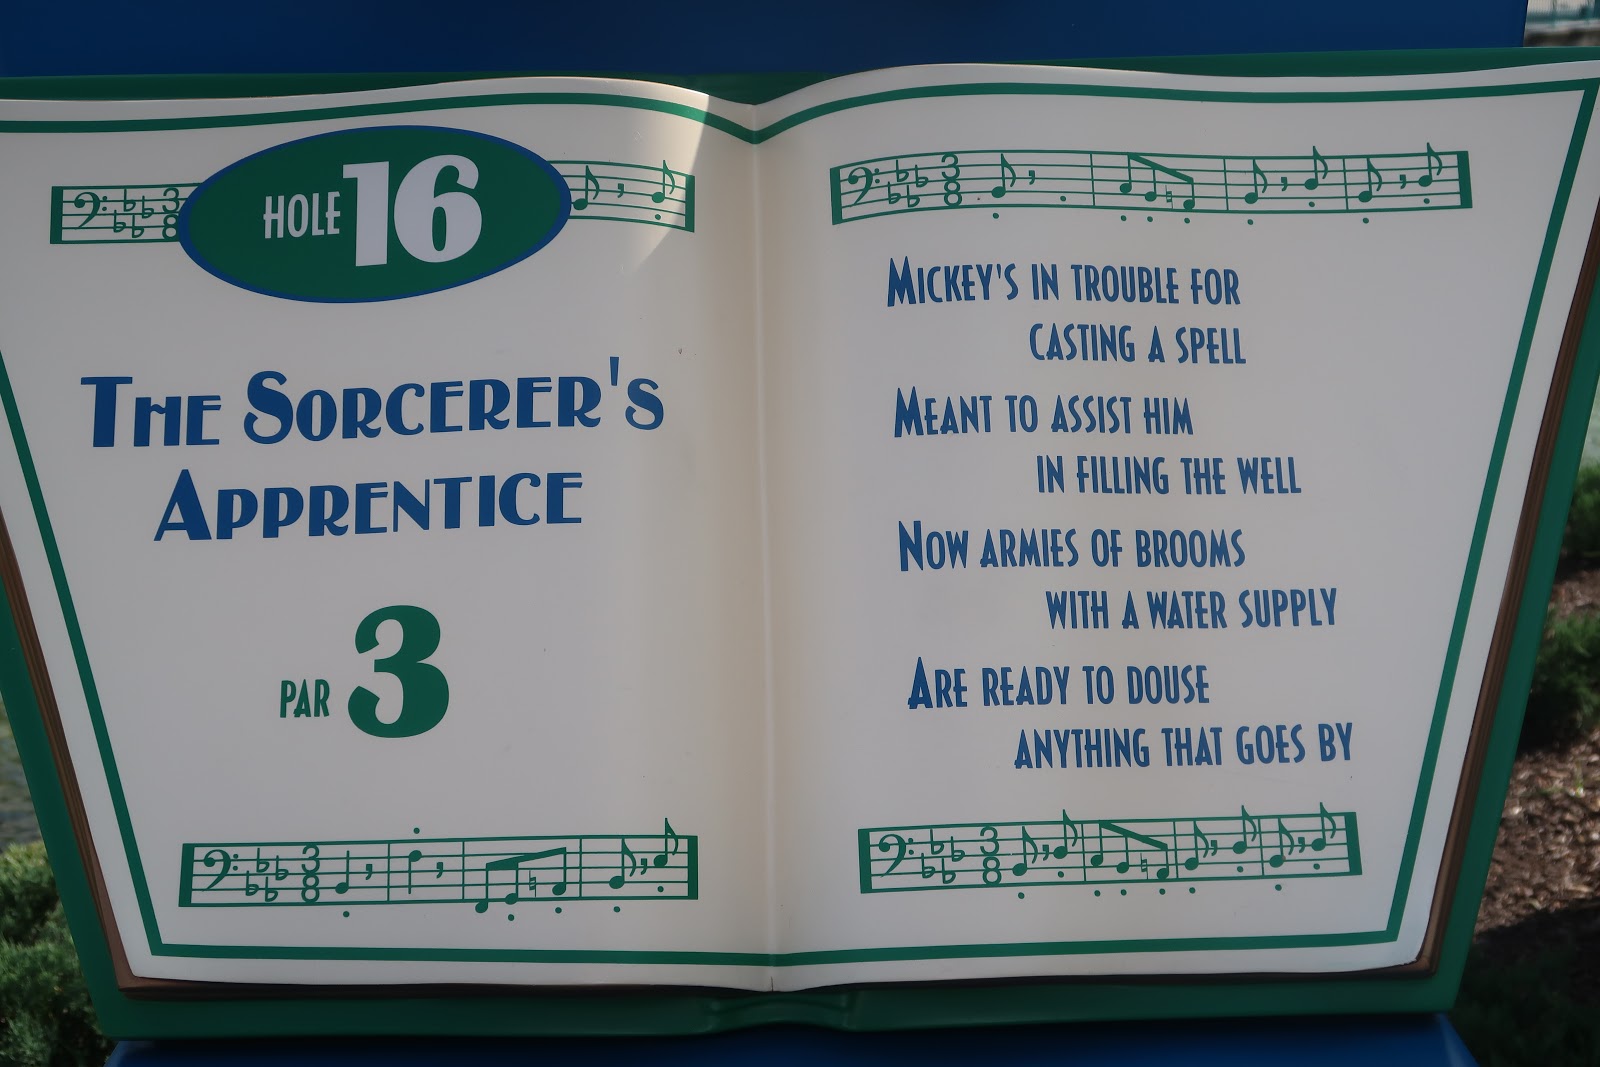 HOLE 16
THE SORCERER'S
APPRENTICE
PAR 3
MICKEY'S IN TROUBLE FOR
CASTING A SPELL
MEANT TO ASSIST HIM
IN FILLING THE WELL
NOW ARMIES OF BROOMS
WITH A WATER SUPPLY
ARE READY TO DOUSE
ANYTHING THAT GOES BY